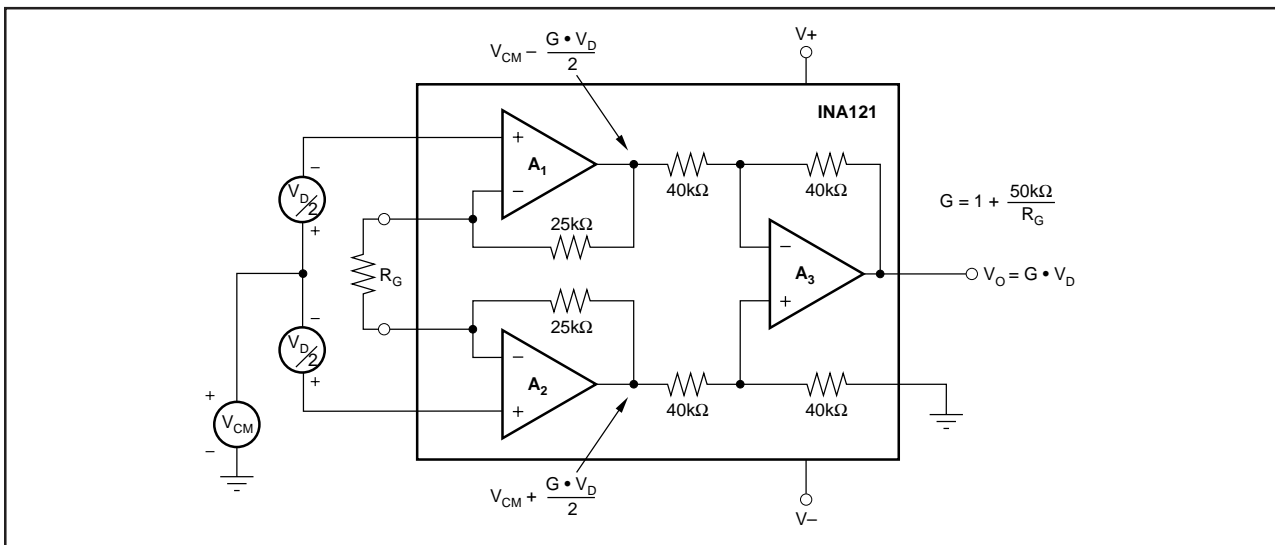 V_CM – G • V_D / 2
V+
INA121
+
A_1
–
40kΩ
40kΩ
–
V_D/2
+
25kΩ
G = 1 + 50kΩ / R_G
R_G
–
A_3
+
V_O = G • V_D
25kΩ
–
V_D/2
+
–
A_2
+
40kΩ
40kΩ
+
V_CM
–
V_CM + G • V_D / 2
V–